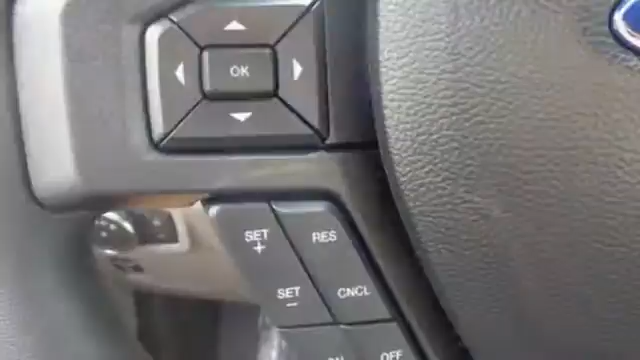 OK
SET + RES
SET - CNCL
OFF